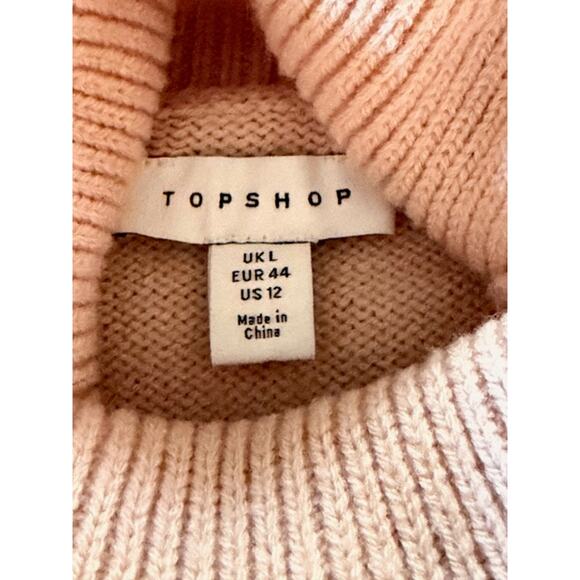 TOPSHOP
UK L
EUR 44
US 12
Made in
China